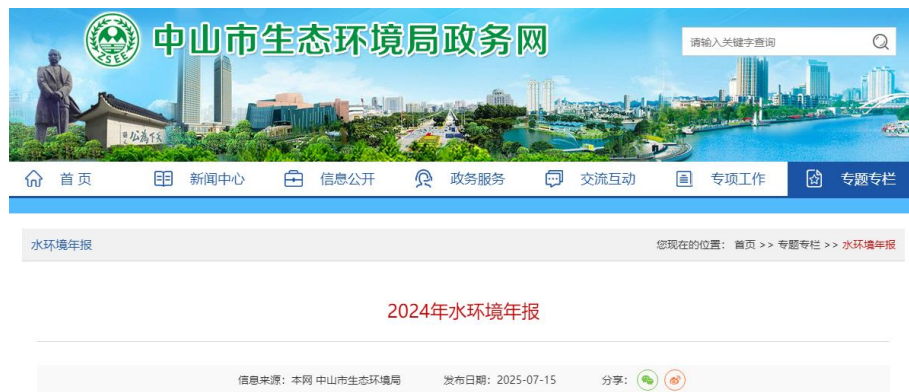 中山市生态环境局政务网
ZSEE
请输入关键字查询
天下为公
首页 新闻中心 信息公开 政务服务 交流互动 专项工作 专题专栏
水环境年报 您现在的位置： 首页 >> 专题专栏 >> 水环境年报
2024年水环境年报
信息来源：本网 中山市生态环境局 发布日期：2025-07-15 分享：